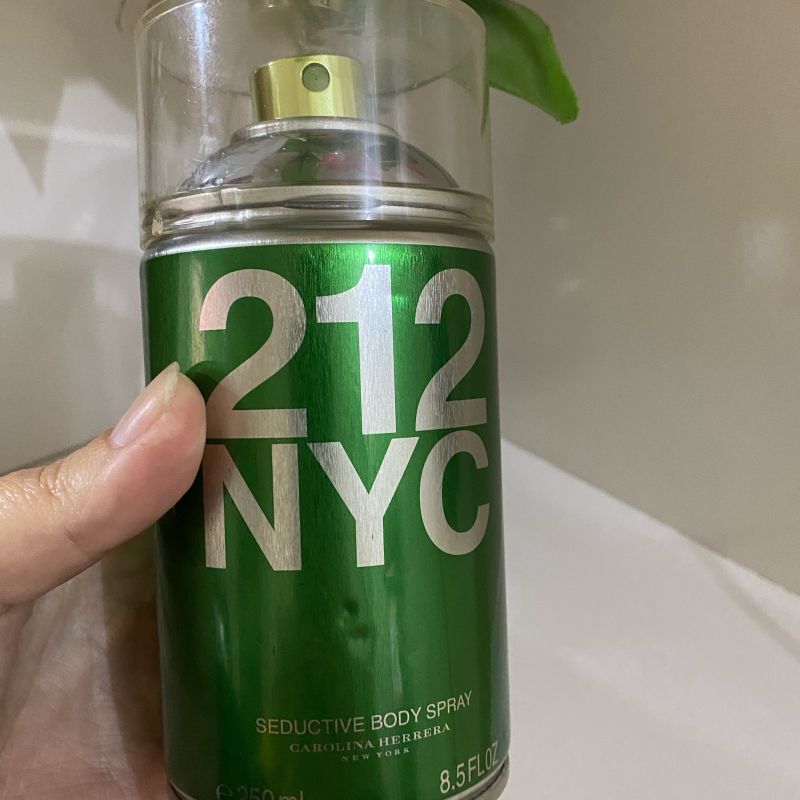 212
NYC
SEDUCTIVE BODY SPRAY
CAROLINA HERRERA
NEW YORK
e 250 ml
8.5 FL OZ